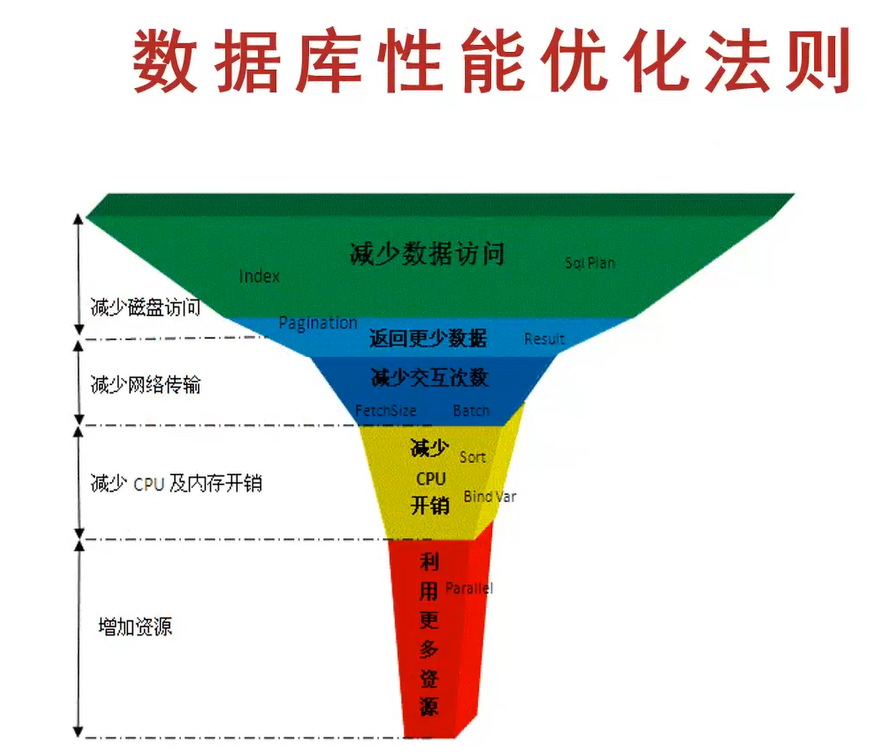 数据库性能优化法则
减少数据访问
Sql Plan
Index
减少磁盘访问
Pagination
返回更少数据
Result
减少交互次数
减少网络传输
FetchSize
Batch
减少
Sort
CPU
减少 CPU 及内存开销
Bind Var
开销
利
用
Parallel
更
增加资源
多
资
源